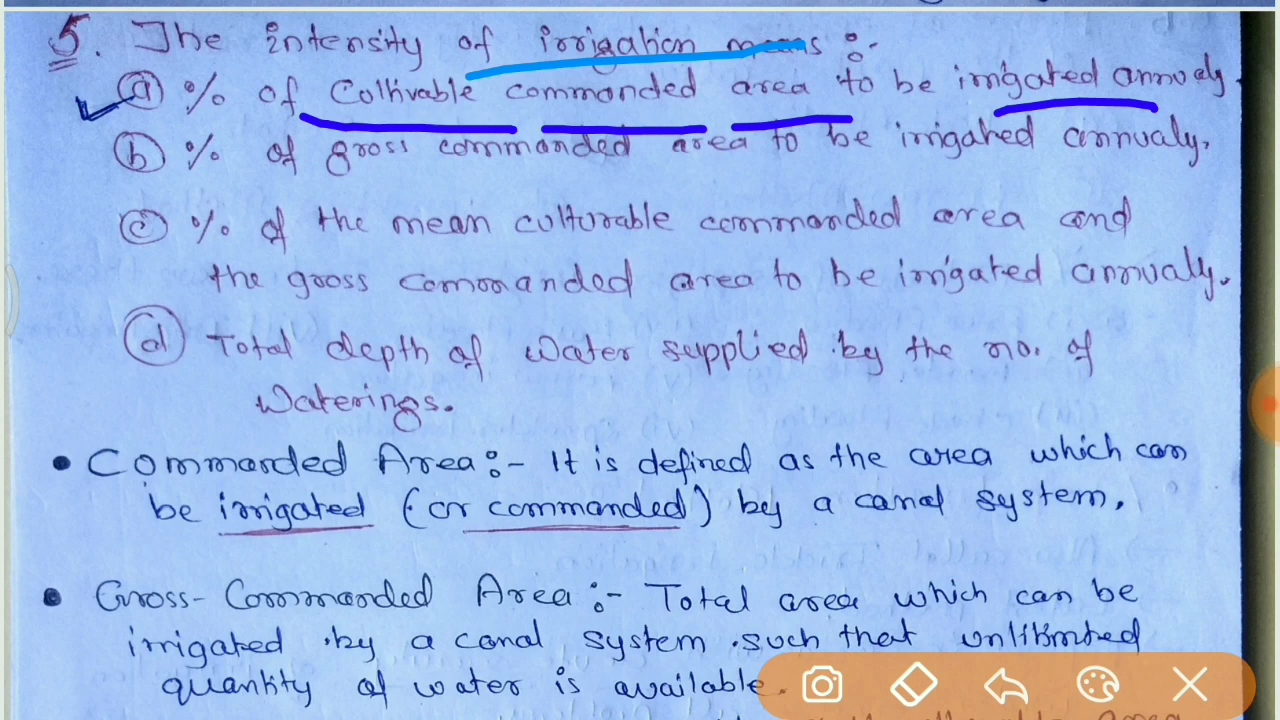 5. The intensity of irrigation means :-
(a) % of Coltivable commonded area to be irrigated annualy.
(b) % of gross commanded area to be irrigated annualy.
(c) % of the mean culturable commanded area and
the gross commanded area to be irrigated annualy.
(d) Total depth of water supplied by the no. of
Waterings.
• Commanded Area :- It is defined as the area which can
be irrigated (or commanded) by a canal system.
• Gross-Commanded Area :- Total area which can be
irrigated by a canal system such that unlimited
quantity of water is available.